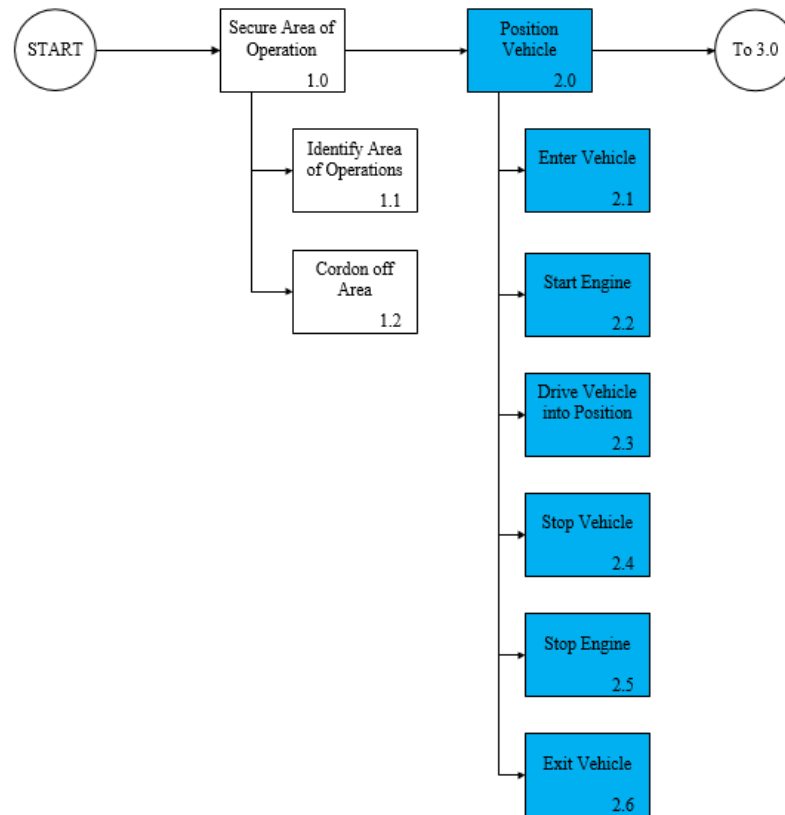 START
Secure Area of
Operation
1.0
Position
Vehicle
2.0
To 3.0
Identify Area
of Operations
1.1
Cordon off
Area
1.2
Enter Vehicle
2.1
Start Engine
2.2
Drive Vehicle
into Position
2.3
Stop Vehicle
2.4
Stop Engine
2.5
Exit Vehicle
2.6